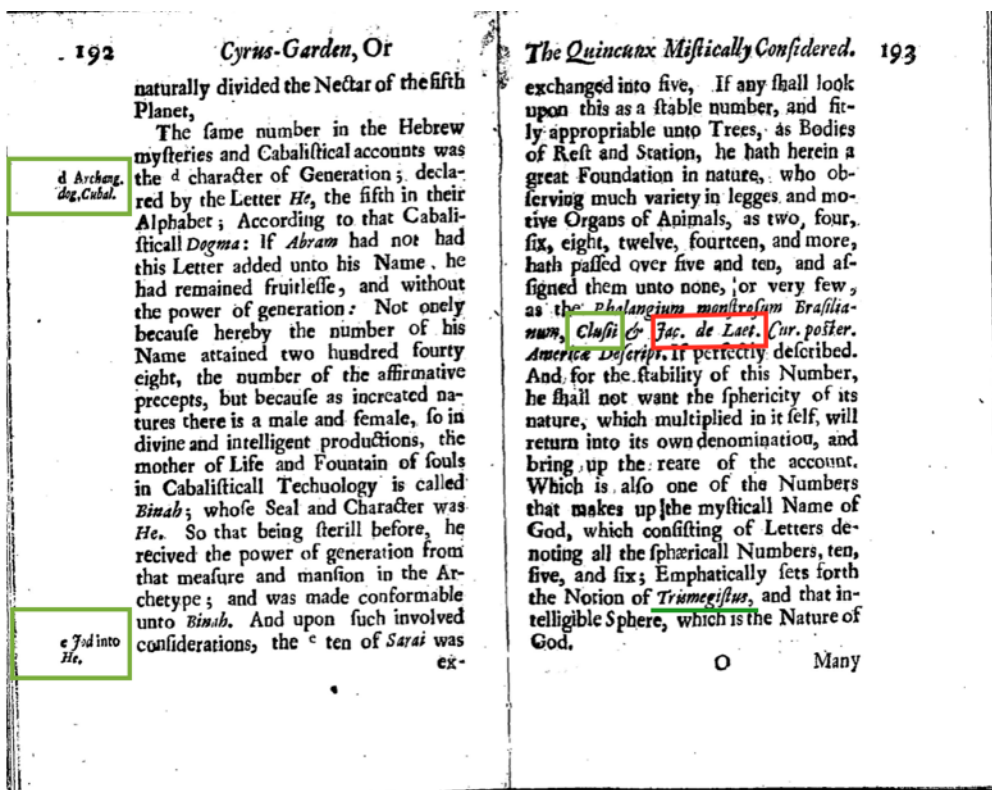 192 Cyrus-Garden, Or
naturally divided the Nectar of the fifth
Planet,
The ſame number in the Hebrew
myſteries and Cabaliſtical accounts was
d Archang.
dog, Cubal.
the d character of Generation; decla-
red by the Letter He, the fifth in their
Alphabet; According to that Cabali-
ſticall Dogma: If Abram had not had
this Letter added unto his Name, he
had remained fruitleſſe, and without
the power of generation: Not onely
becauſe hereby the number of his
Name attained two hundred fourty
eight, the number of the affirmative
precepts, but becauſe as increated na-
tures there is a male and female, ſo in
divine and intelligent productions, the
mother of Life and Fountain of ſouls
in Cabaliſticall Techuology is called
Binah; whoſe Seal and Character was
He. So that being ſterill before, he
recived the power of generation from
that meaſure and manſion in the Ar-
chetype; and was made conformable
unto Binah. And upon ſuch involved
e Jod into
He.
conſiderations, the e ten of Sarai was
ex-
The Quincunx Miſtically Conſidered. 193
exchanged into five, If any ſhall look
upon this as a ſtable number, and fit-
ly appropriable unto Trees, as Bodies
of Reſt and Station, he hath herein a
great Foundation in nature, who ob-
ſerving much variety in legges and mo-
tive Organs of Animals, as two, four,
ſix, eight, twelve, fourteen, and more,
hath paſſed over five and ten, and aſ-
ſigned them unto none, or very few,
as the Phalangium monſtroſum Braſilia-
num, Cluſii & Jac. de Laet. Cur. poſter.
Americæ Deſcript. If perfectly deſcribed.
And for the ſtability of this Number,
he ſhall not want the ſphericity of its
nature, which multiplied in it ſelf, will
return into its own denomination, and
bring up the reare of the account.
Which is alſo one of the Numbers
that makes up the myſticall Name of
God, which conſiſting of Letters de-
noting all the ſphæricall Numbers, ten,
five, and ſix; Emphatically ſets forth
the Notion of Trismegiſtus, and that in-
telligible Sphere, which is the Nature of
God.
O Many